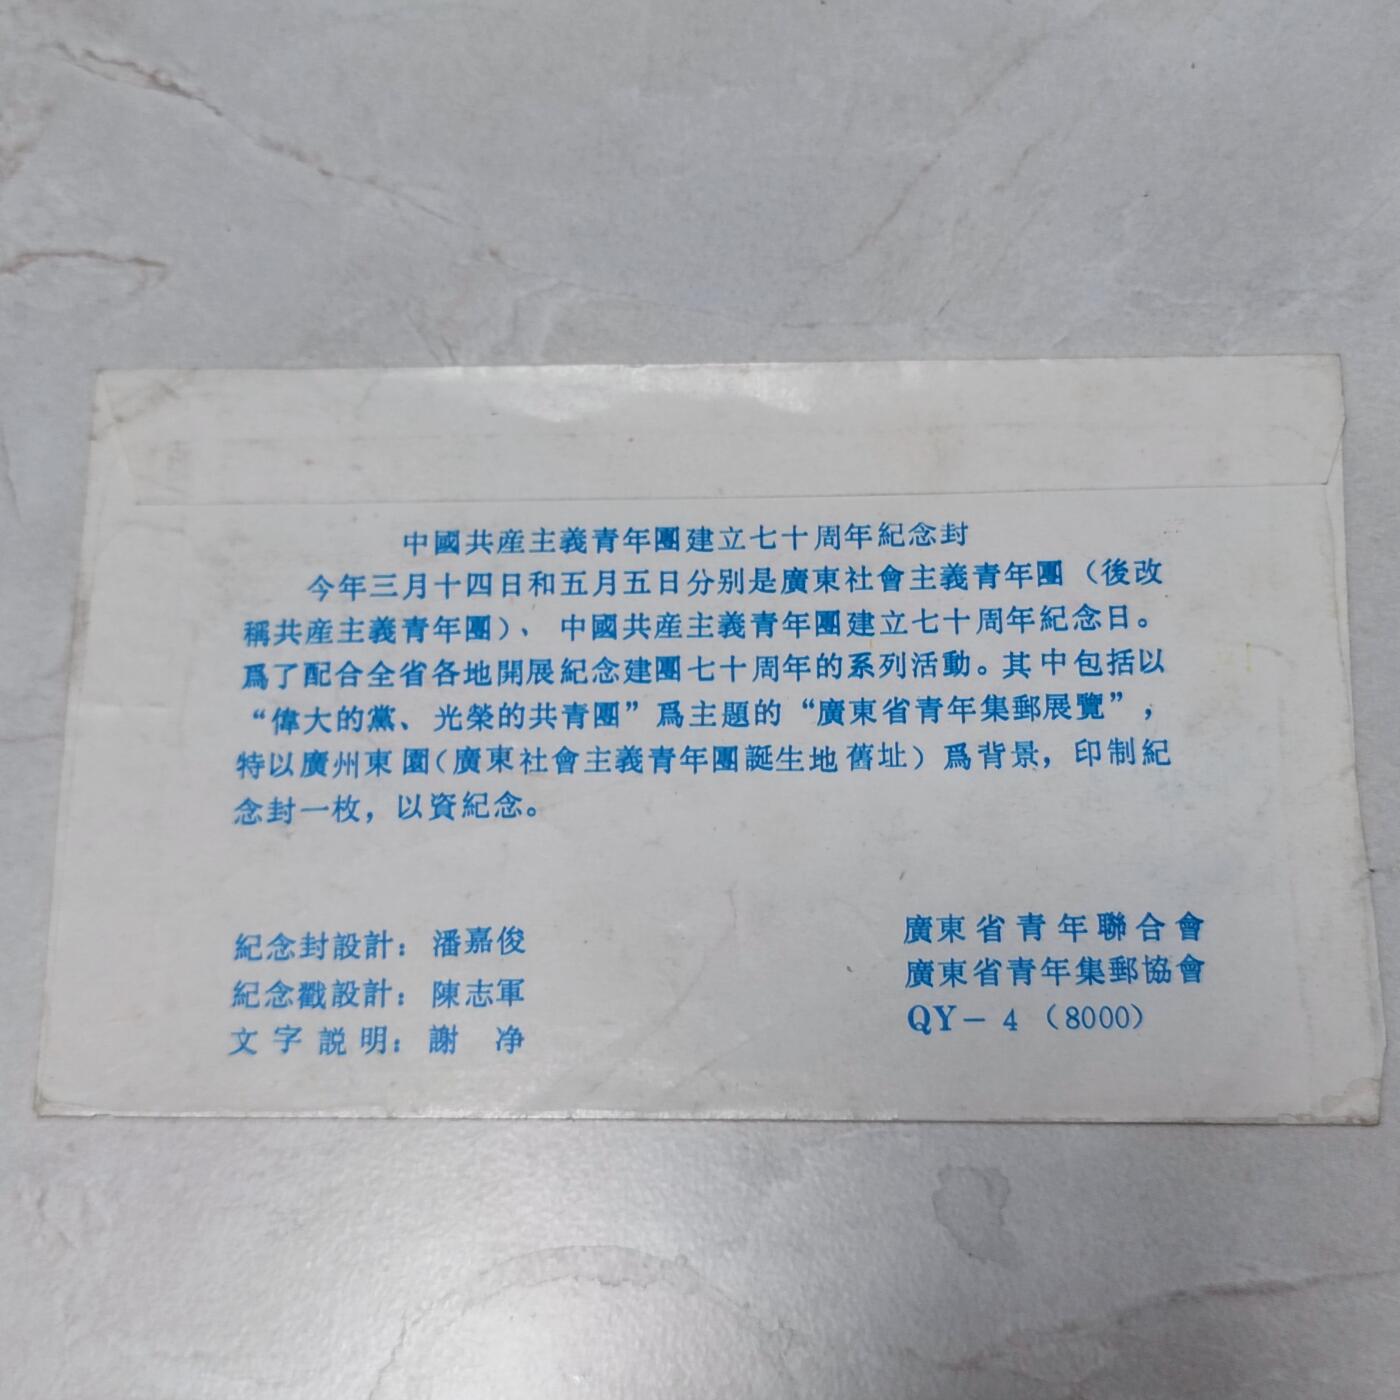 中國共産主義青年團建立七十周年紀念封
今年三月十四日和五月五日分别是廣東社會主義青年團（後改
稱共産主義青年團）、中國共産主義青年團建立七十周年紀念日。
爲了配合全省各地開展紀念建團七十周年的系列活動。其中包括以
“偉大的黨、光榮的共青團”爲主題的“廣東省青年集郵展覽”，
特以廣州東園（廣東社會主義青年團誕生地舊址）爲背景，印制紀
念封一枚，以資紀念。
紀念封設計：潘嘉俊
紀念戳設計：陳志軍
文字説明：謝　净
廣東省青年聯合會
廣東省青年集郵協會
QY－4（8000）